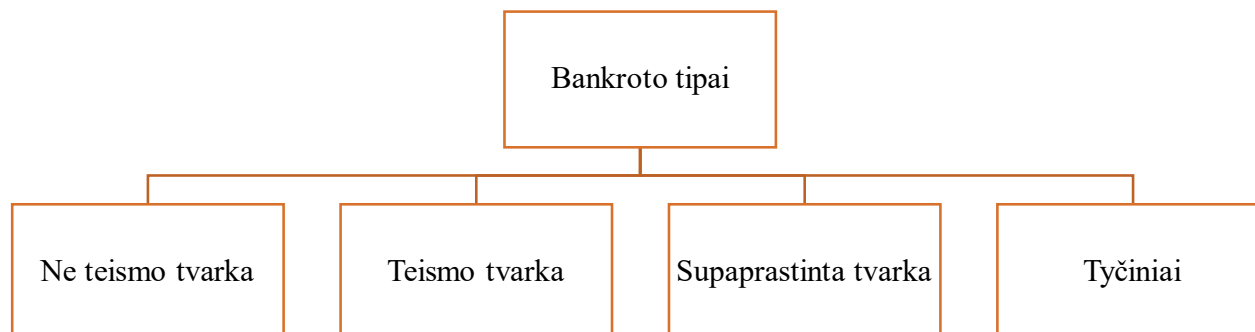 Bankroto tipai
Ne teismo tvarka
Teismo tvarka
Supaprastinta tvarka
Tyčiniai